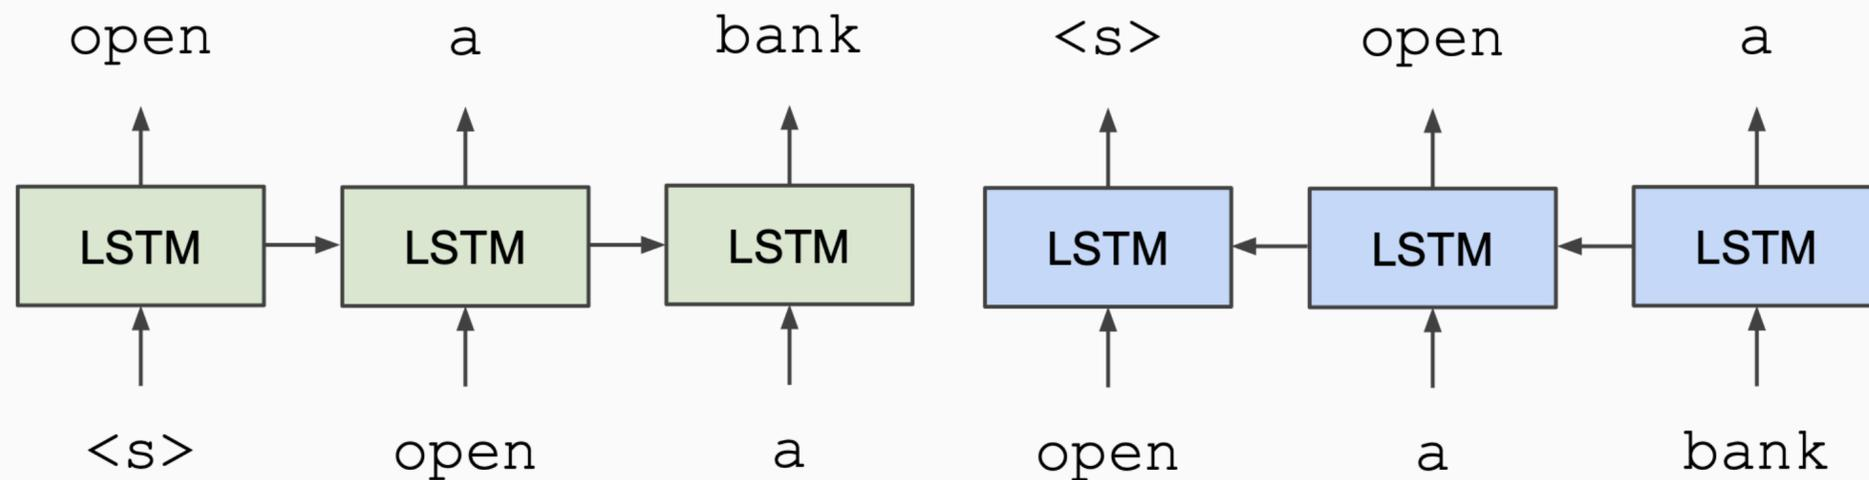 open a bank <s> open a
LSTM LSTM LSTM LSTM LSTM LSTM
<s> open a open a bank